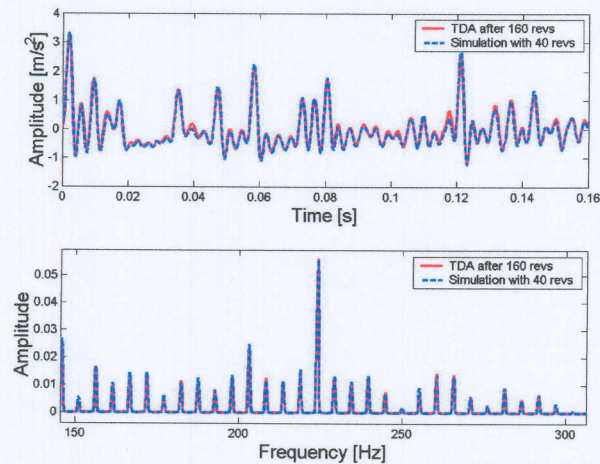 4
3
2
1
0
-1
-2
Amplitude [m/s²]
TDA after 160 revs
Simulation with 40 revs
0 0.02 0.04 0.06 0.08 0.1 0.12 0.14 0.16
Time [s]
0.05
0.04
0.03
0.02
0.01
0
Amplitude
TDA after 160 revs
Simulation with 40 revs
150 200 250 300
Frequency [Hz]